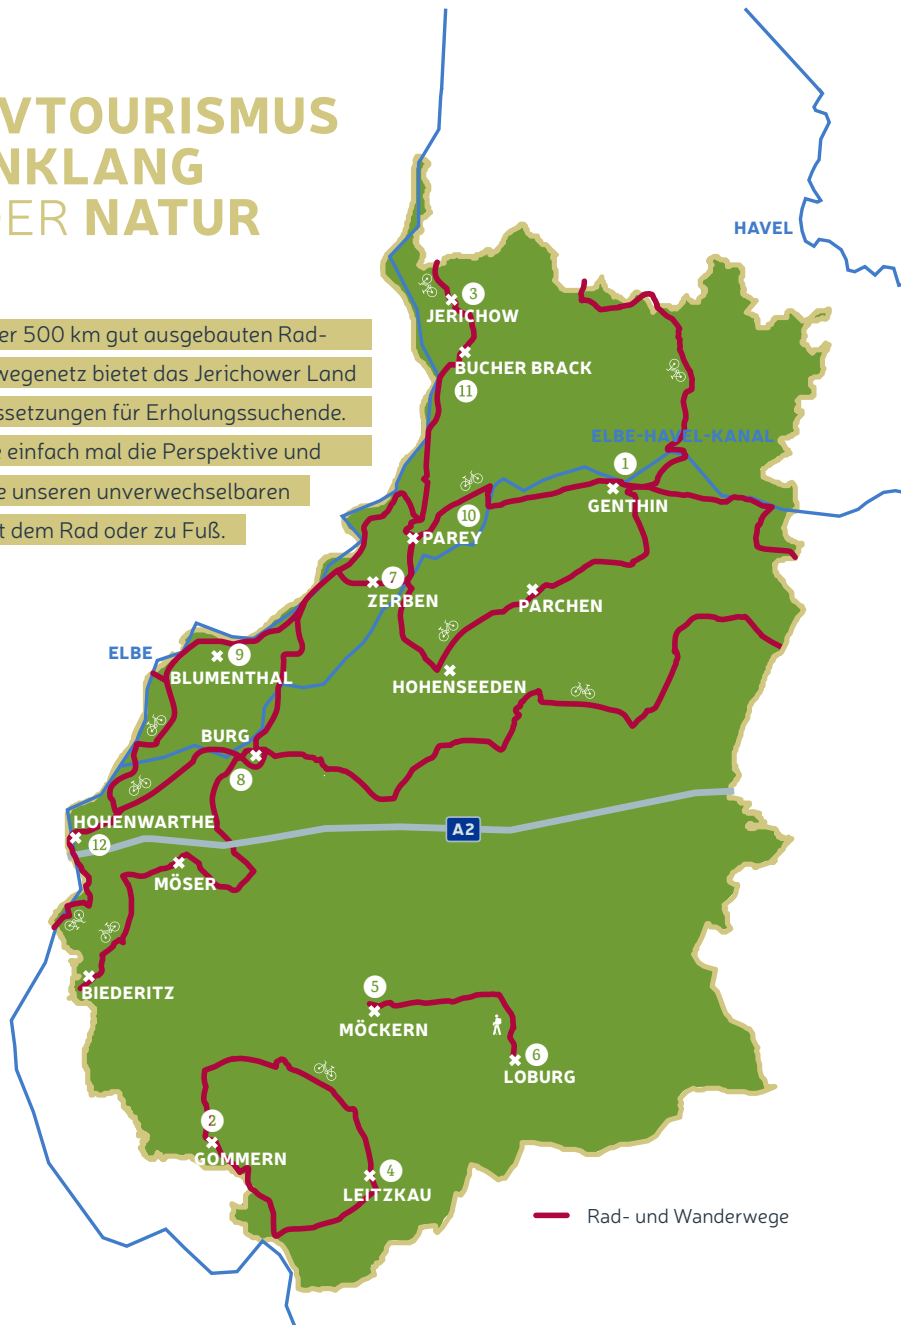 VTOURISMUS
NKLANG
DER NATUR
er 500 km gut ausgebauten Rad-
wegenetz bietet das Jerichower Land
ssetzungen für Erholungssuchende.
e einfach mal die Perspektive und
e unseren unverwechselbaren
t dem Rad oder zu Fuß.
HAVEL
3
JERICHOW
BUCHER BRACK
11
ELBE-HAVEL-KANAL
1
GENTHIN
10
PAREY
7
ZERBEN
PARCHEN
ELBE
9
BLUMENTHAL
HOHENSEEDEN
BURG
8
HOHENWARTHE
12
A2
MÖSER
BIEDERITZ
5
MÖCKERN
6
LOBURG
2
GOMMERN
4
LEITZKAU
Rad- und Wanderwege